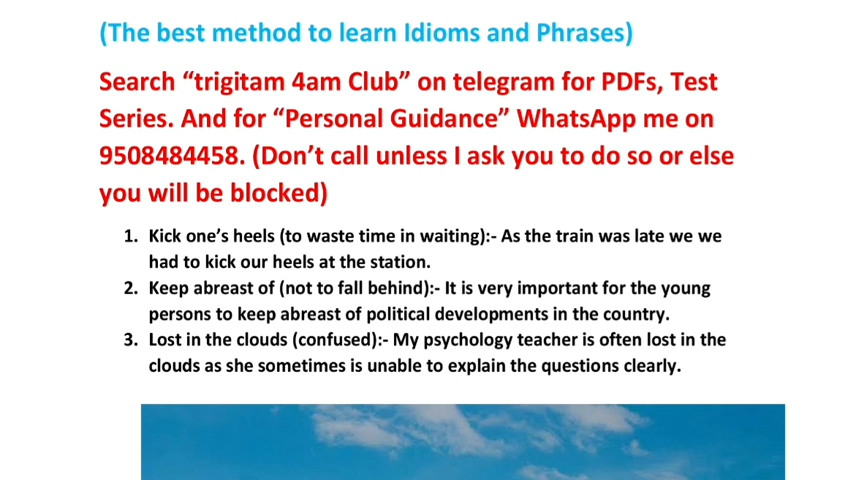 (The best method to learn Idioms and Phrases)
Search “trigitam 4am Club” on telegram for PDFs, Test
Series. And for “Personal Guidance” WhatsApp me on
9508484458. (Don’t call unless I ask you to do so or else
you will be blocked)
1. Kick one’s heels (to waste time in waiting):- As the train was late we we
had to kick our heels at the station.
2. Keep abreast of (not to fall behind):- It is very important for the young
persons to keep abreast of political developments in the country.
3. Lost in the clouds (confused):- My psychology teacher is often lost in the
clouds as she sometimes is unable to explain the questions clearly.